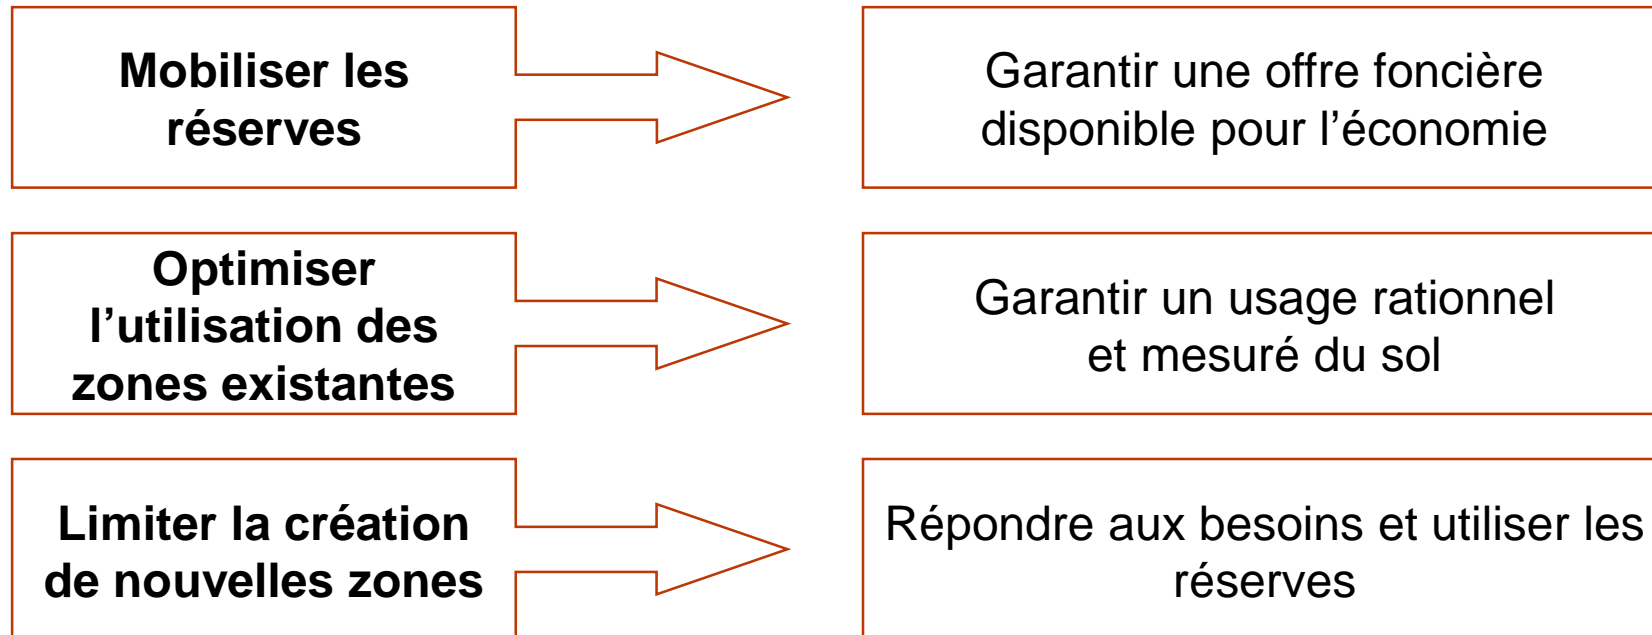 Mobiliser les
réserves
Garantir une offre foncière
disponible pour l’économie
Optimiser
l’utilisation des
zones existantes
Garantir un usage rationnel
et mesuré du sol
Limiter la création
de nouvelles zones
Répondre aux besoins et utiliser les
réserves